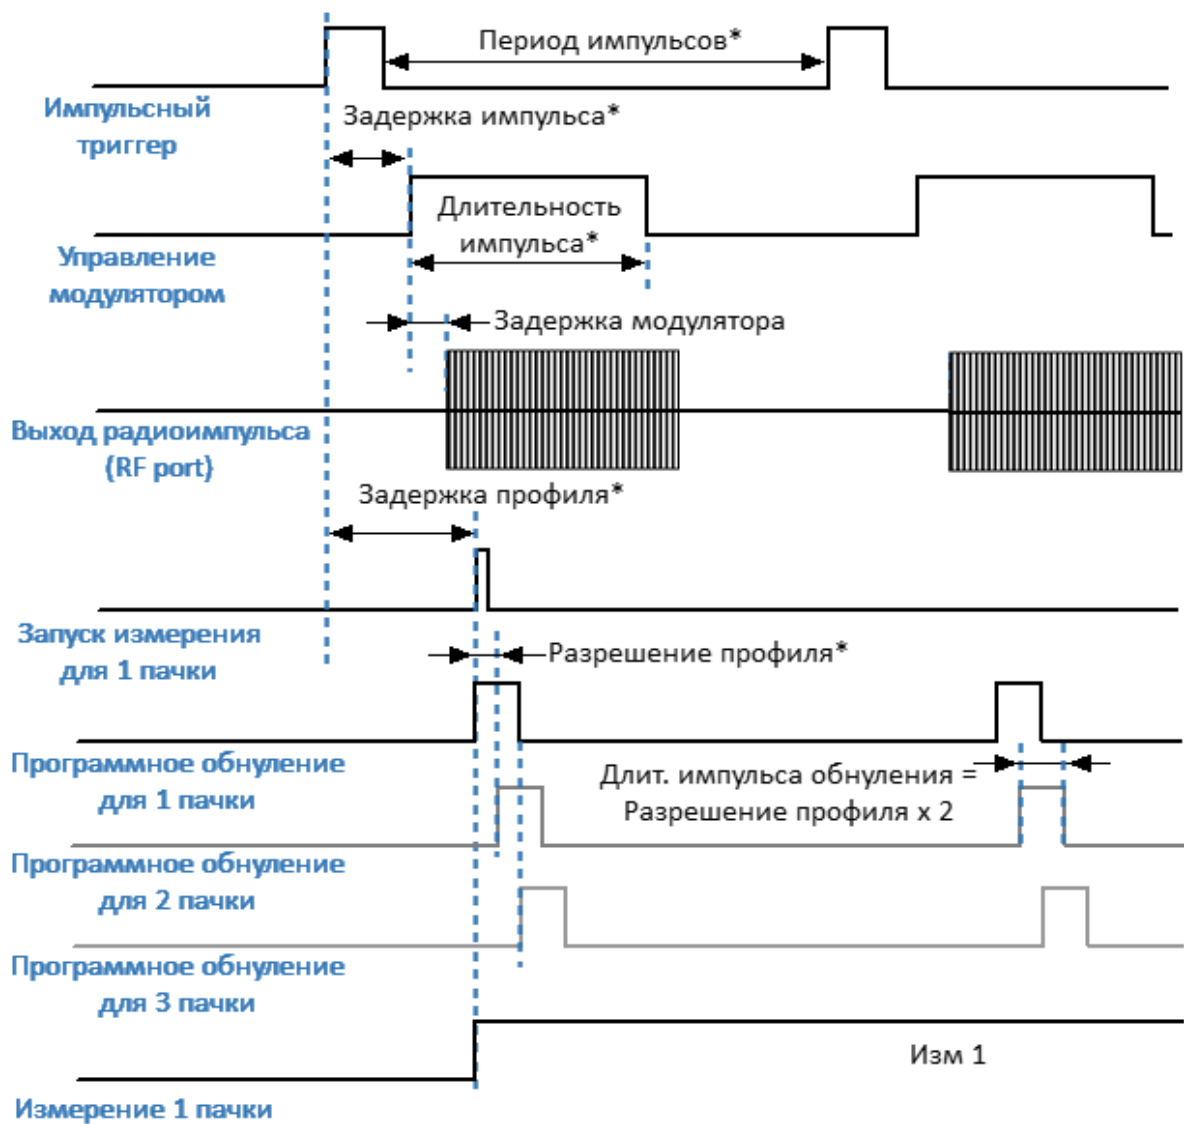 Период импульсов*
Импульсный
триггер
Задержка импульса*
Длительность
импульса*
Управление
модулятором
Задержка модулятора
Выход радиоимпульса
(RF port)
Задержка профиля*
Запуск измерения
для 1 пачки
Разрешение профиля*
Программное обнуление
для 1 пачки
Длит. импульса обнуления =
Разрешение профиля x 2
Программное обнуление
для 2 пачки
Программное обнуление
для 3 пачки
Изм 1
Измерение 1 пачки